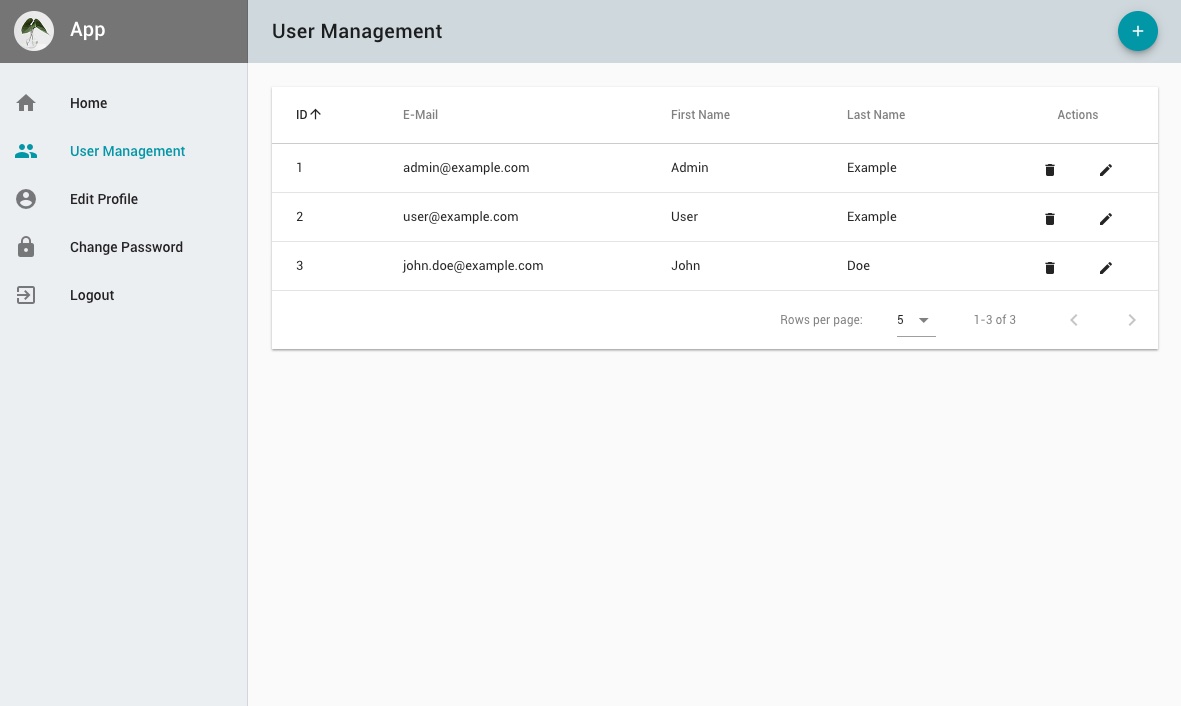 App
User Management
+
Home
User Management
Edit Profile
Change Password
Logout
ID E-Mail First Name Last Name Actions
1 admin@example.com Admin Example
2 user@example.com User Example
3 john.doe@example.com John Doe
Rows per page: 5 1-3 of 3